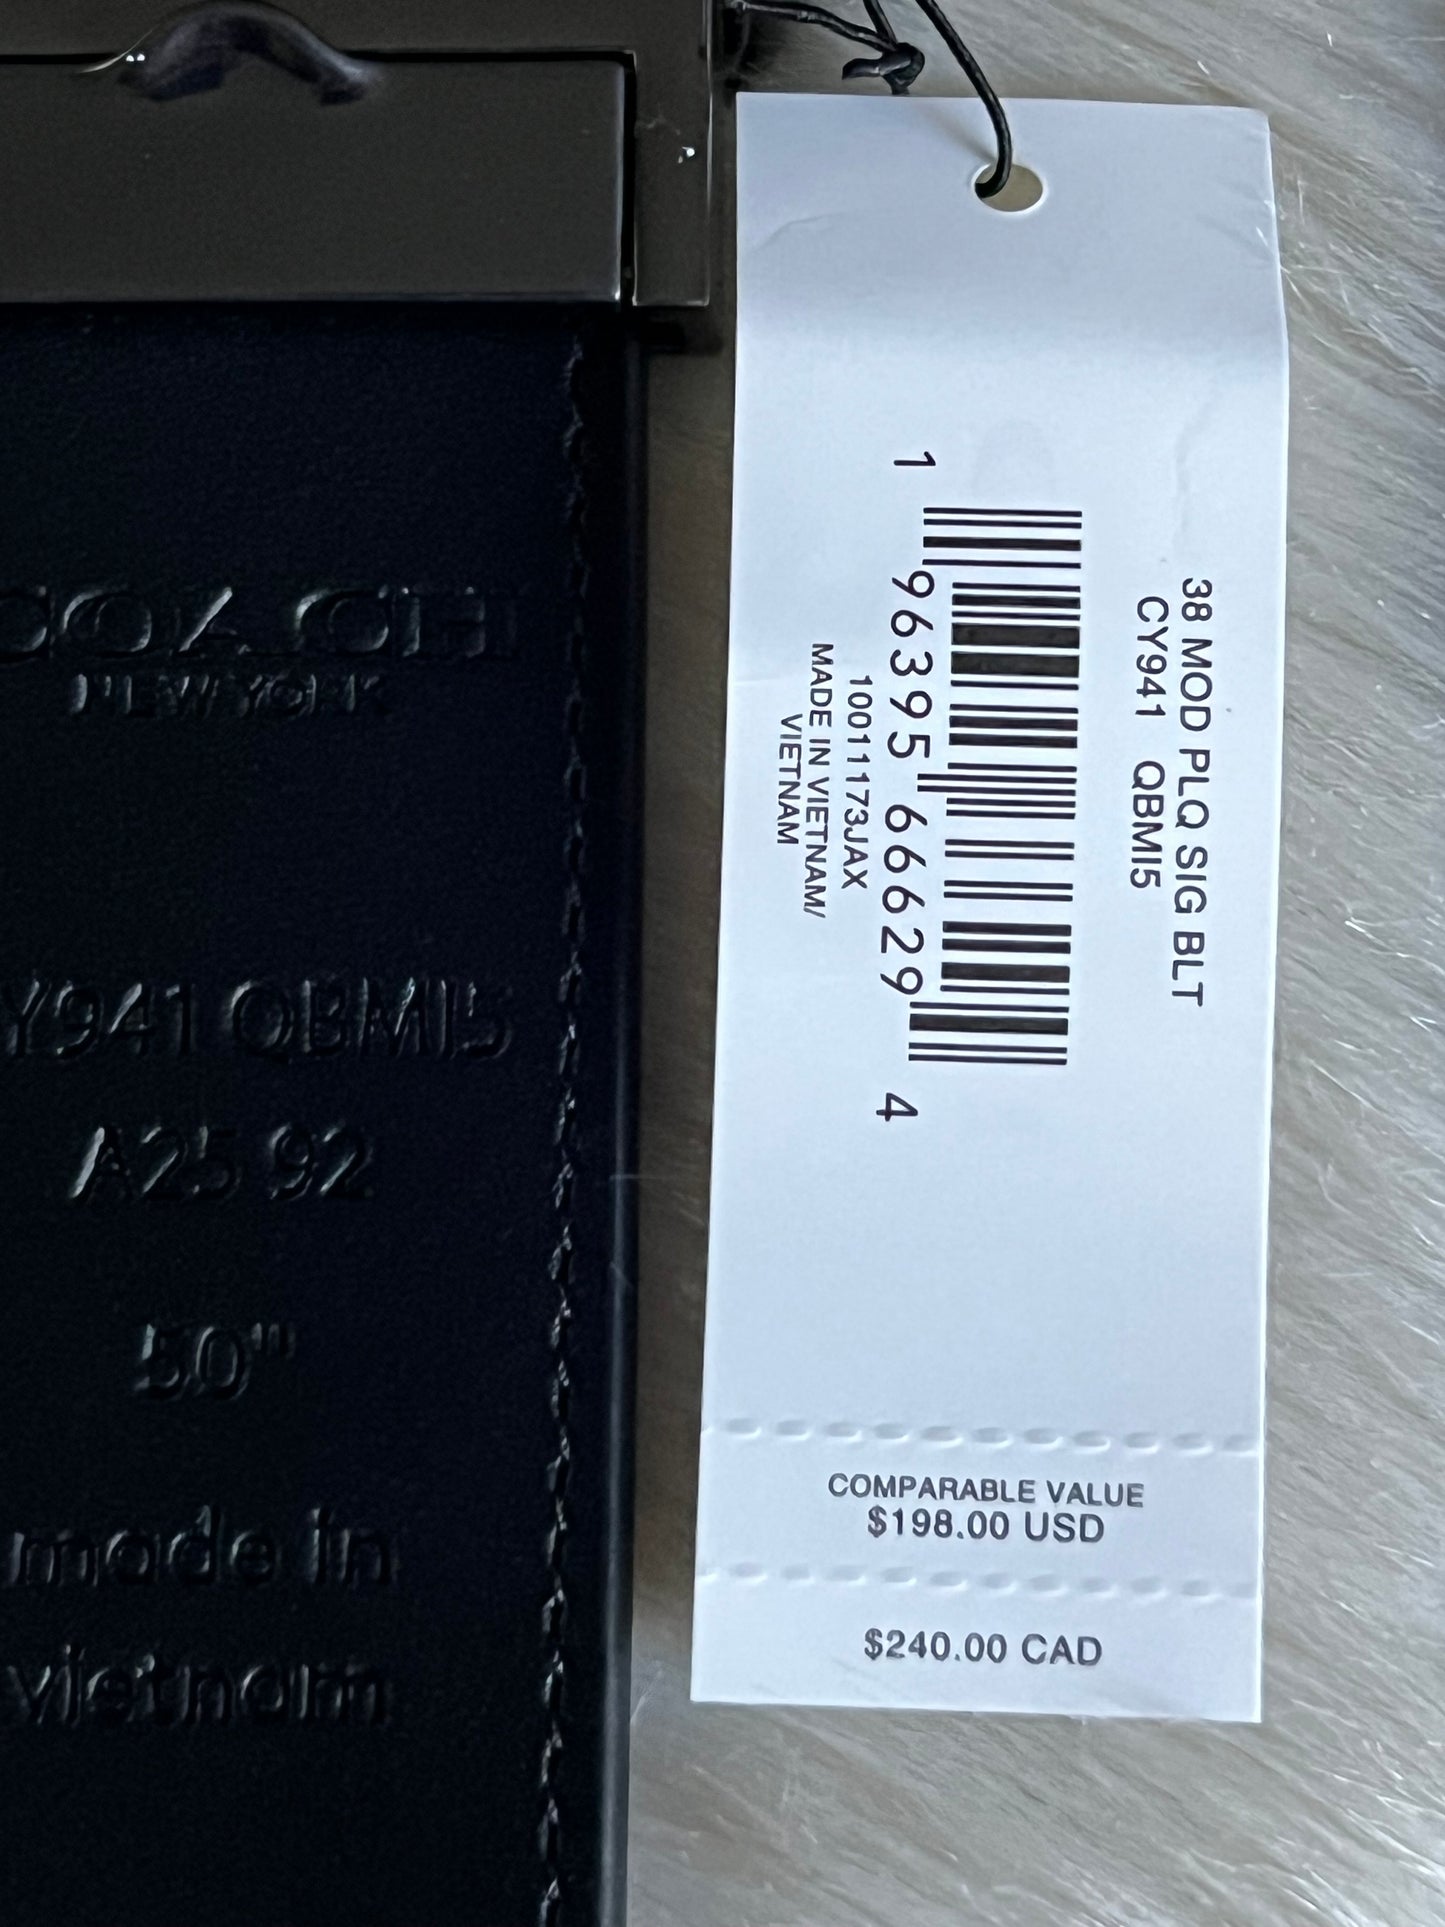 COACH
NEW YORK
Y941 QBMI5
A25 92
50"
made in
vietnam
38 MOD PLQ SIG BLT
CY941 QBMI5
1 96395 66629 4
1001173JAX
MADE IN VIETNAM/
VIETNAM
COMPARABLE VALUE
$198.00 USD
$240.00 CAD